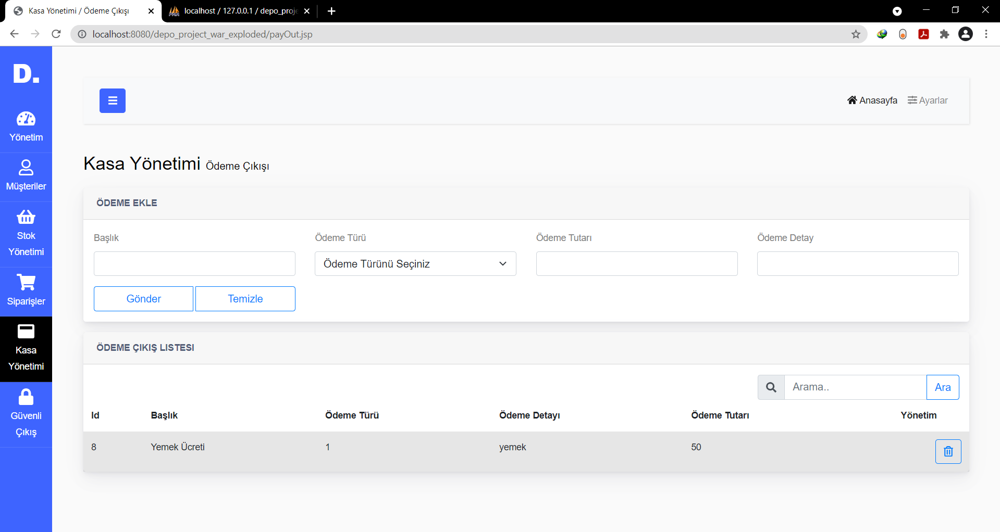 Kasa Yönetimi / Ödeme Çıkışı
localhost / 127.0.0.1 / depo_proje
localhost:8080/depo_project_war_exploded/payOut.jsp
D.
Anasayfa
Ayarlar
Yönetim
Müşteriler
Stok
Yönetimi
Siparişler
Kasa
Yönetimi
Güvenli
Çıkış
Kasa Yönetimi Ödeme Çıkışı
ÖDEME EKLE
Başlık
Ödeme Türü
Ödeme Tutarı
Ödeme Detay
Ödeme Türünü Seçiniz
Gönder
Temizle
ÖDEME ÇIKIŞ LISTESI
Arama..
Ara
Id Başlık Ödeme Türü Ödeme Detayı Ödeme Tutarı Yönetim
8 Yemek Ücreti 1 yemek 50